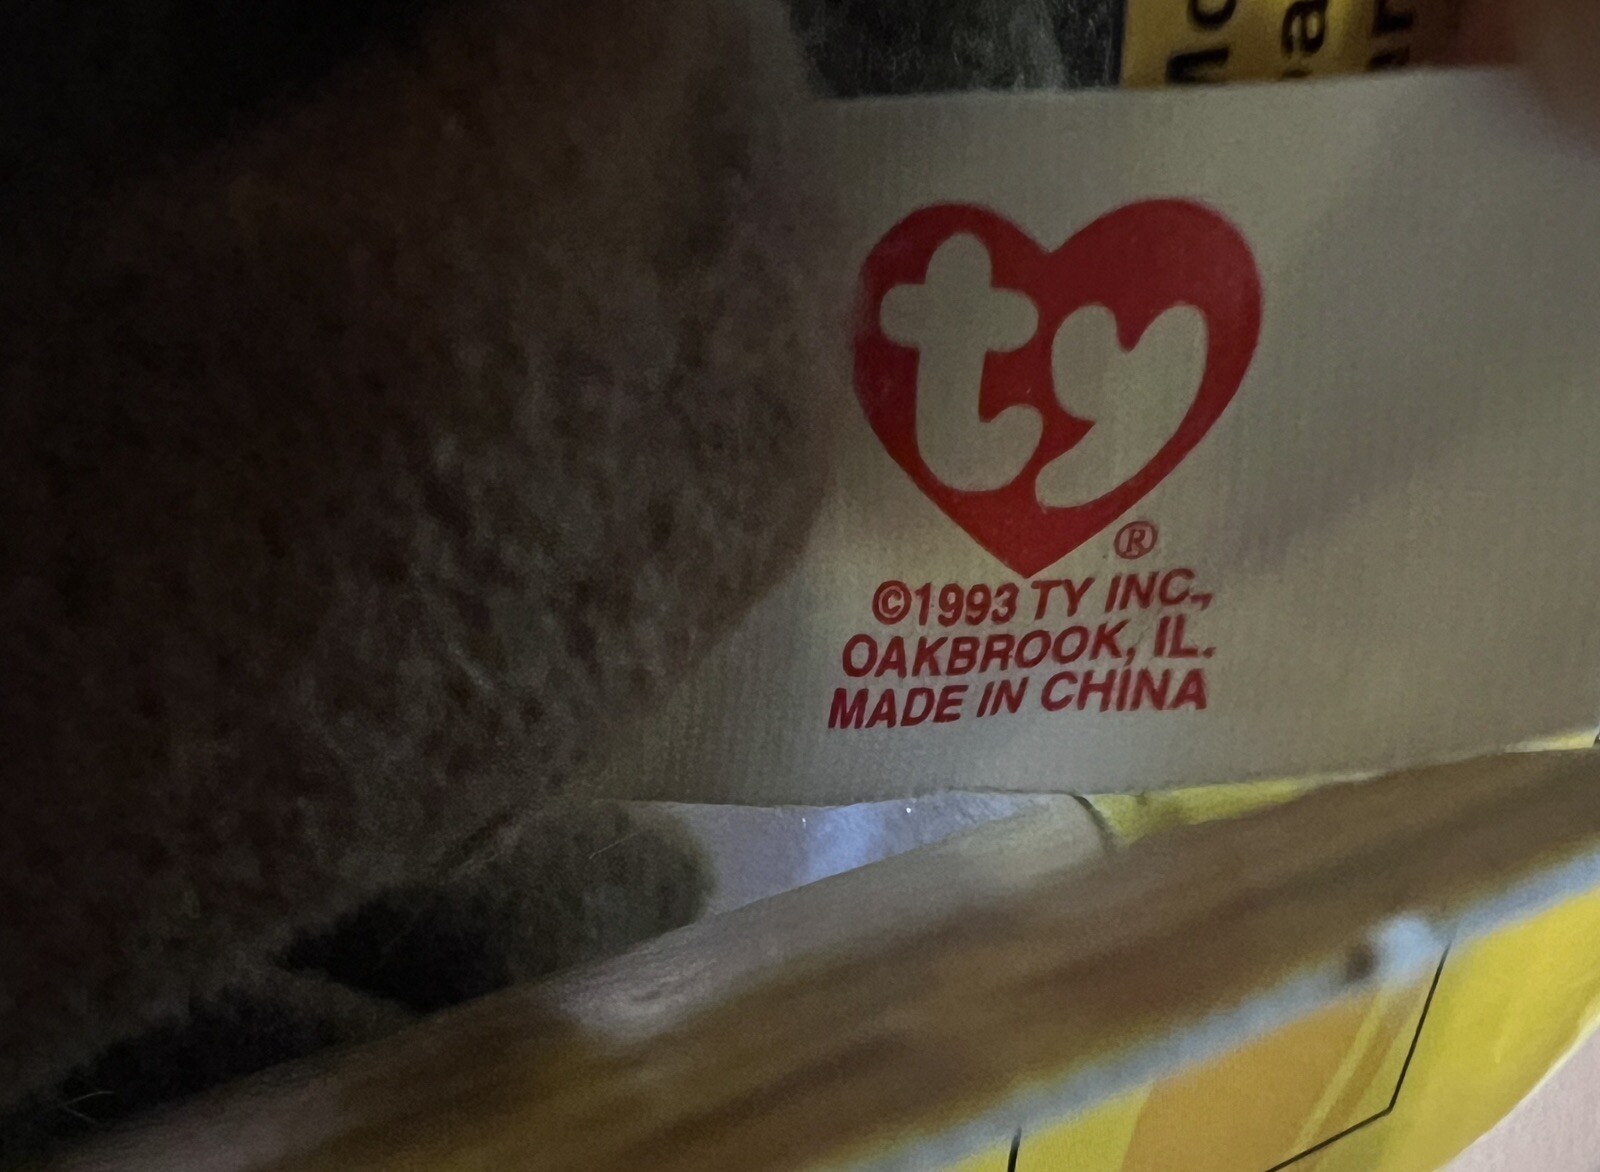 ty
®
©1993 TY INC.,
OAKBROOK, IL.
MADE IN CHINA